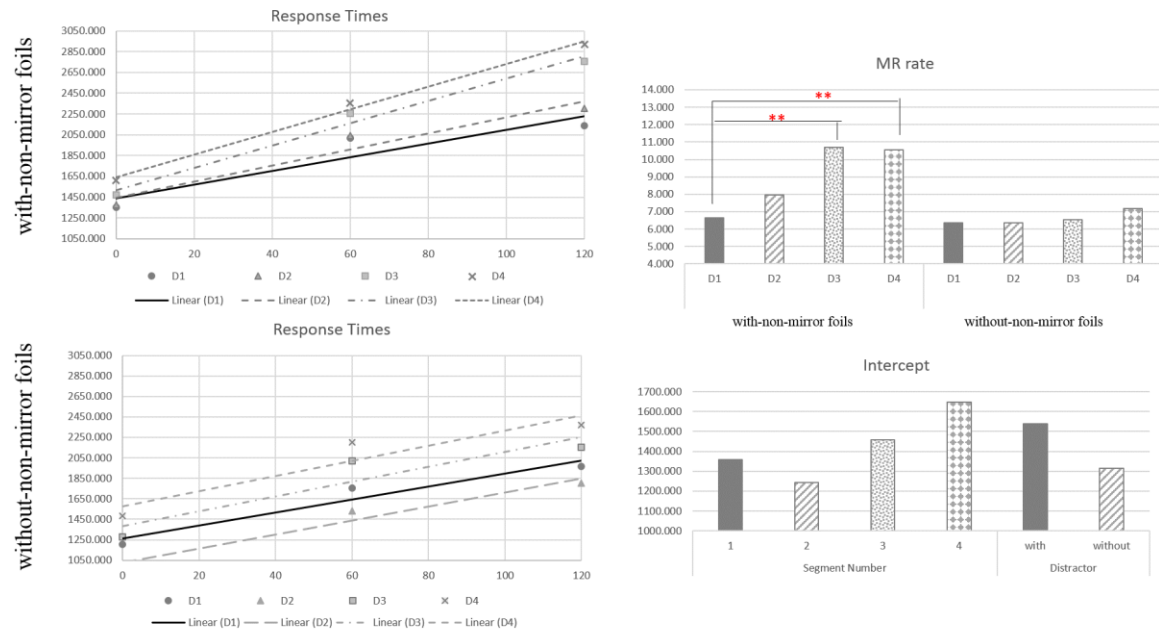 with-non-mirror foils
Response Times
3050.000
2850.000
2650.000
2450.000
2250.000
2050.000
1850.000
1650.000
1450.000
1250.000
1050.000
0 20 40 60 80 100 120
D1 D2 D3 D4
Linear (D1) Linear (D2) Linear (D3) Linear (D4)
without-non-mirror foils
Response Times
3050.000
2850.000
2650.000
2450.000
2250.000
2050.000
1850.000
1650.000
1450.000
1250.000
1050.000
0 20 40 60 80 100 120
D1 D2 D3 D4
Linear (D1) Linear (D2) Linear (D3) Linear (D4)
MR rate
14.000
13.000
12.000
11.000
10.000
9.000
8.000
7.000
6.000
5.000
4.000
**
**
D1 D2 D3 D4 D1 D2 D3 D4
with-non-mirror foils without-non-mirror foils
Intercept
1700.000
1600.000
1500.000
1400.000
1300.000
1200.000
1100.000
1000.000
1 2 3 4 with without
Segment Number Distractor